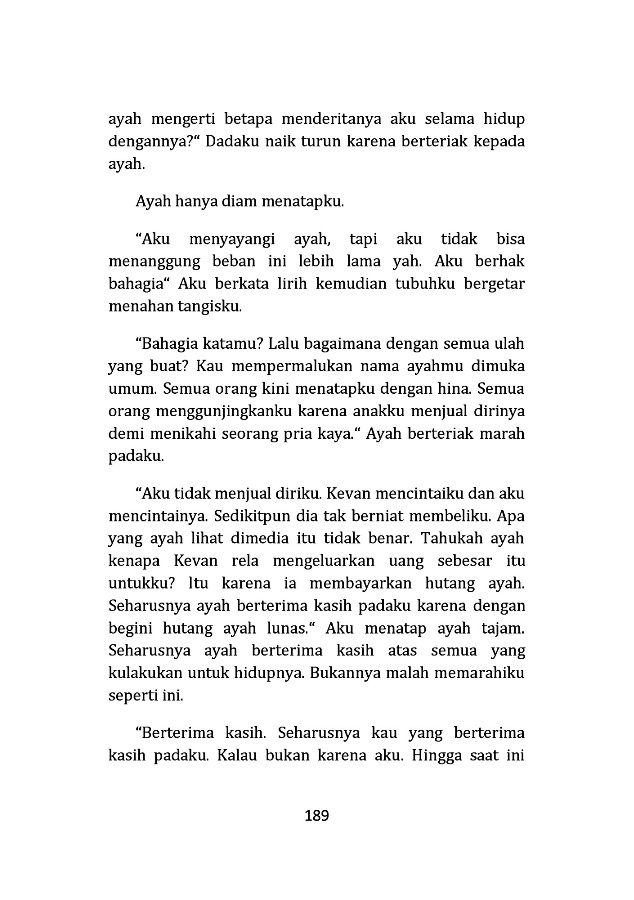 ayah mengerti betapa menderitanya aku selama hidup
dengannya?“ Dadaku naik turun karena berteriak kepada
ayah.
Ayah hanya diam menatapku.
“Aku menyayangi ayah, tapi aku tidak bisa
menanggung beban ini lebih lama yah. Aku berhak
bahagia“ Aku berkata lirih kemudian tubuhku bergetar
menahan tangisku.
“Bahagia katamu? Lalu bagaimana dengan semua ulah
yang buat? Kau mempermalukan nama ayahmu dimuka
umum. Semua orang kini menatapku dengan hina. Semua
orang menggunjingkanku karena anakku menjual dirinya
demi menikahi seorang pria kaya.“ Ayah berteriak marah
padaku.
“Aku tidak menjual diriku. Kevan mencintaiku dan aku
mencintainya. Sedikitpun dia tak berniat membeliku. Apa
yang ayah lihat dimedia itu tidak benar. Tahukah ayah
kenapa Kevan rela mengeluarkan uang sebesar itu
untukku? Itu karena ia membayarkan hutang ayah.
Seharusnya ayah berterima kasih padaku karena dengan
begini hutang ayah lunas.“ Aku menatap ayah tajam.
Seharusnya ayah berterima kasih atas semua yang
kulakukan untuk hidupnya. Bukannya malah memarahiku
seperti ini.
“Berterima kasih. Seharusnya kau yang berterima
kasih padaku. Kalau bukan karena aku. Hingga saat ini
189